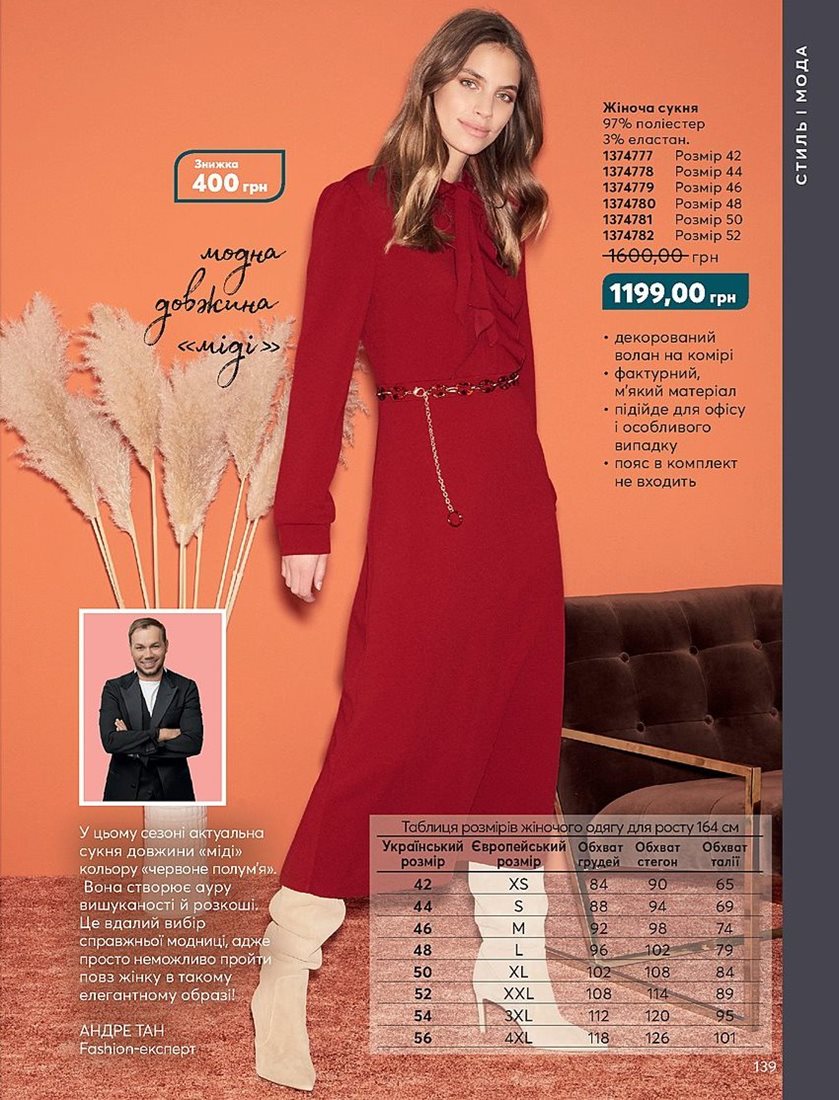 СТИЛЬ І МОДА
Жіноча сукня
97% поліестер
3% еластан.
1374777 Розмір 42
1374778 Розмір 44
1374779 Розмір 46
1374780 Розмір 48
1374781 Розмір 50
1374782 Розмір 52
1600,00 грн
1199,00 грн
• декорований
волан на комірі
• фактурний,
м'який матеріал
• підійде для офісу
і особливого
випадку
• пояс в комплект
не входить
Знижка
400 грн
модна
довжина
«міді»
У цьому сезоні актуальна
сукня довжини «міді»
кольору «червоне полум'я».
Вона створює ауру
вишуканості й розкоші.
Це вдалий вибір
справжньої модниці, адже
просто неможливо пройти
повз жінку в такому
елегантному образі!
АНДРЕ ТАН
Fashion-експерт
Таблиця розмірів жіночого одягу для росту 164 см
Український Європейський Обхват Обхват Обхват
розмір розмір грудей стегон талії
42 XS 84 90 65
44 S 88 94 69
46 M 92 98 74
48 L 96 102 79
50 XL 102 108 84
52 XXL 108 114 89
54 3XL 112 120 95
56 4XL 118 126 101
139